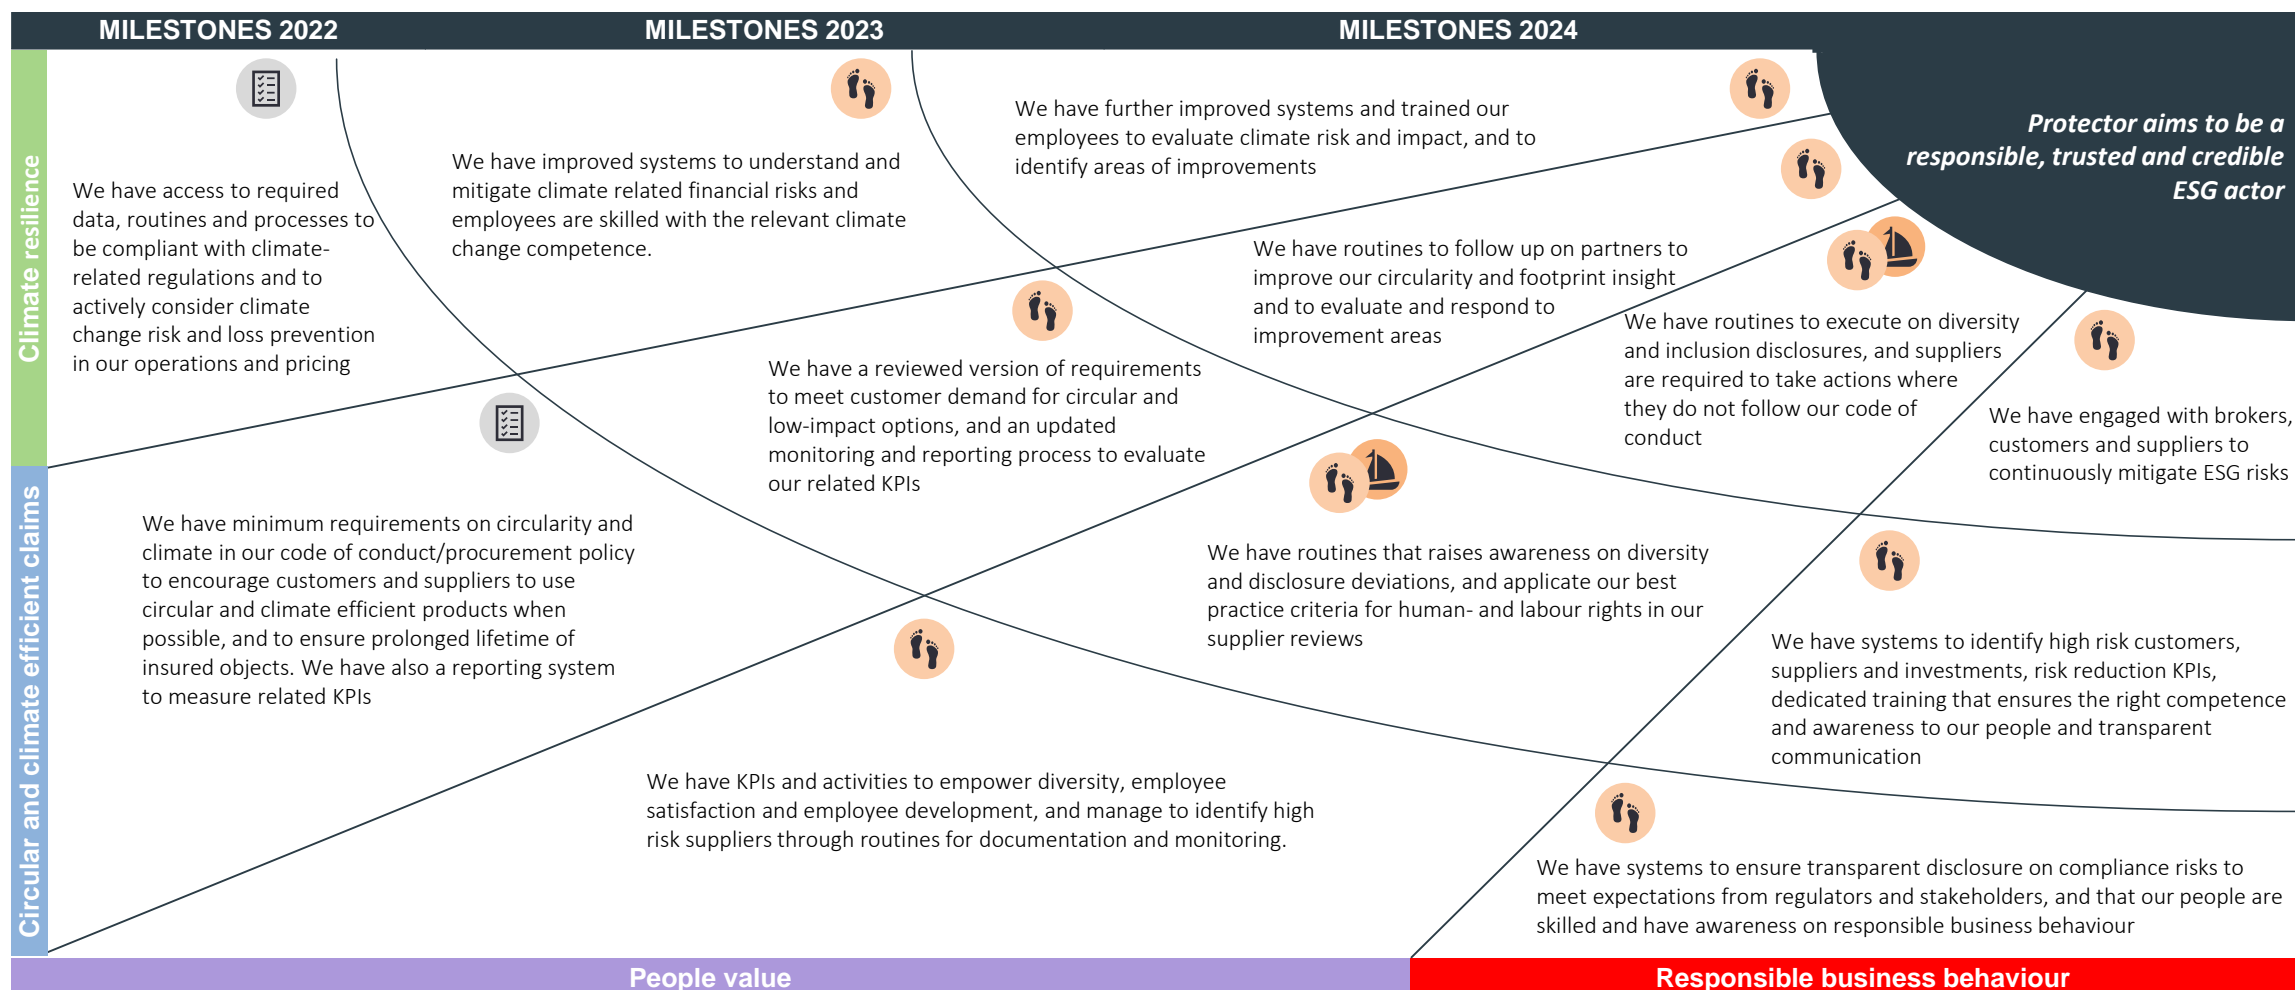 MILESTONES 2022
MILESTONES 2023
MILESTONES 2024
Protector aims to be a
responsible, trusted and credible
ESG actor
Climate resilience
We have access to required
data, routines and processes to
be compliant with climate-
related regulations and to
actively consider climate
change risk and loss prevention
in our operations and pricing
We have improved systems to understand and
mitigate climate related financial risks and
employees are skilled with the relevant climate
change competence.
We have further improved systems and trained our
employees to evaluate climate risk and impact, and to
identify areas of improvements
Circular and climate efficient claims
We have minimum requirements on circularity and
climate in our code of conduct/procurement policy
to encourage customers and suppliers to use
circular and climate efficient products when
possible, and to ensure prolonged lifetime of
insured objects. We have also a reporting system
to measure related KPIs
We have a reviewed version of requirements
to meet customer demand for circular and
low-impact options, and an updated
monitoring and reporting process to evaluate
our related KPIs
We have routines to follow up on partners to
improve our circularity and footprint insight
and to evaluate and respond to
improvement areas
We have KPIs and activities to empower diversity, employee
satisfaction and employee development, and manage to identify high
risk suppliers through routines for documentation and monitoring.
We have routines that raises awareness on diversity
and disclosure deviations, and applicate our best
practice criteria for human- and labour rights in our
supplier reviews
We have routines to execute on diversity
and inclusion disclosures, and suppliers
are required to take actions where
they do not follow our code of
conduct
We have engaged with brokers,
customers and suppliers to
continuously mitigate ESG risks
We have systems to identify high risk customers,
suppliers and investments, risk reduction KPIs,
dedicated training that ensures the right competence
and awareness to our people and transparent
communication
We have systems to ensure transparent disclosure on compliance risks to
meet expectations from regulators and stakeholders, and that our people are
skilled and have awareness on responsible business behaviour
People value
Responsible business behaviour